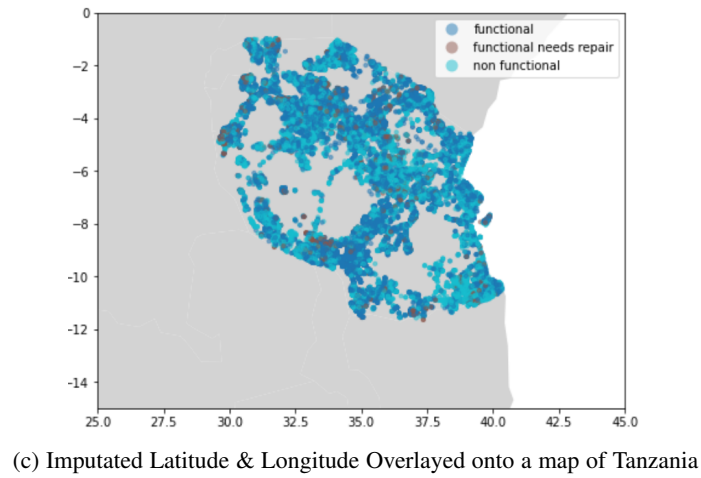 0
−2
−4
−6
−8
−10
−12
−14
25.0 27.5 30.0 32.5 35.0 37.5 40.0 42.5 45.0
functional
functional needs repair
non functional
(c) Imputated Latitude & Longitude Overlayed onto a map of Tanzania